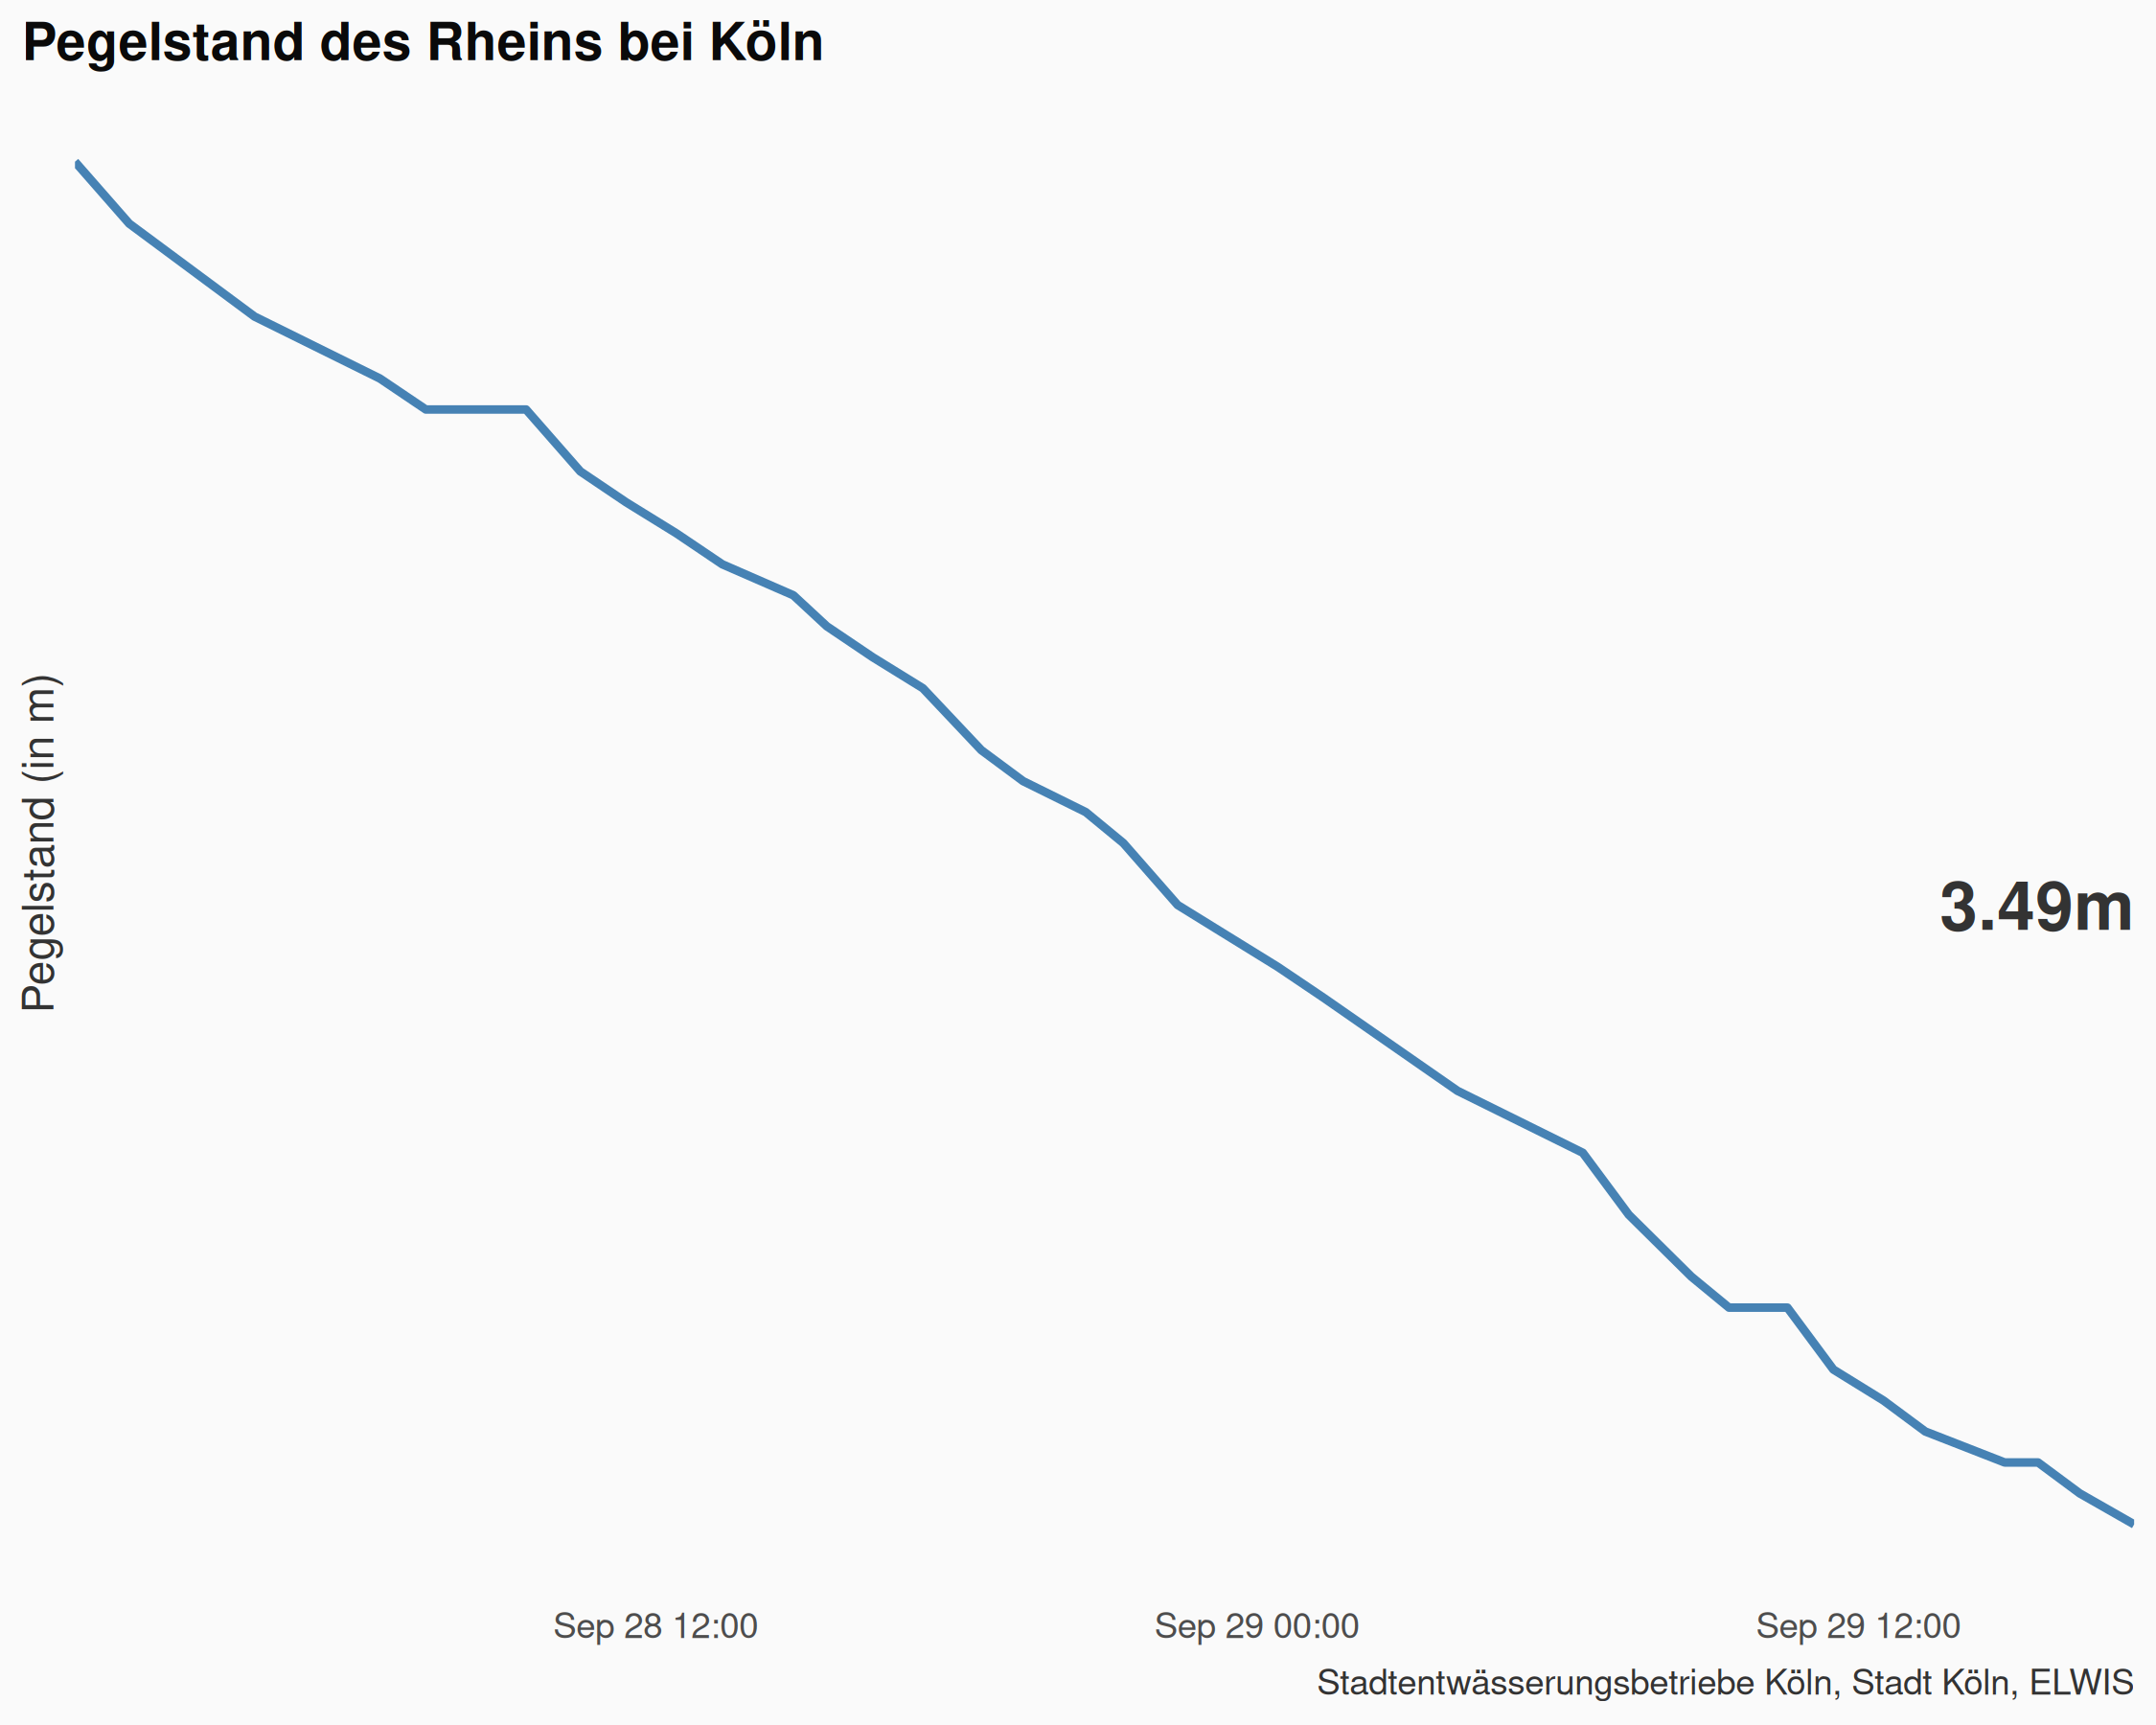 Pegelstand des Rheins bei Köln
Pegelstand (in m)
3.49m
Sep 28 12:00
Sep 29 00:00
Sep 29 12:00
Stadtentwässerungsbetriebe Köln, Stadt Köln, ELWIS